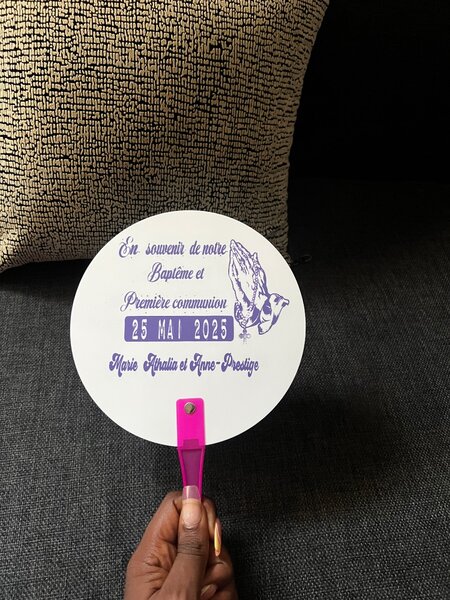 En souvenir de notre
Baptême et
Première communion
25 MAI 2025
Marie Athalia et Anne-Prestige